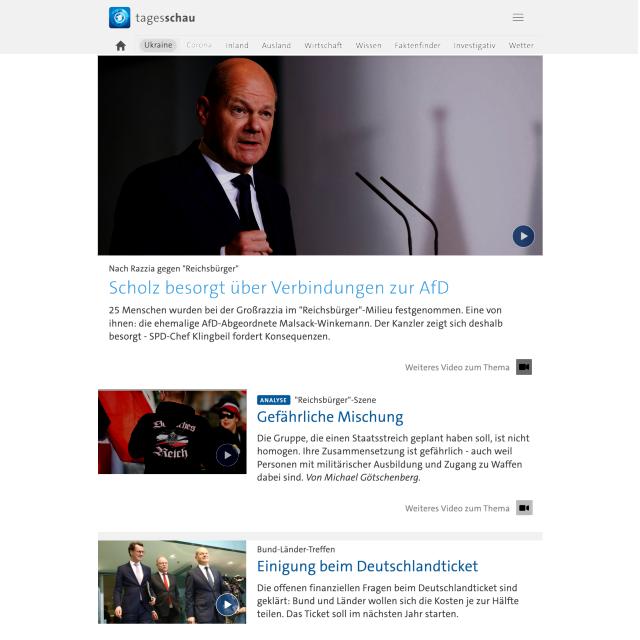 tagesschau
Ukraine Corona Inland Ausland Wirtschaft Wissen Faktenfinder Investigativ Wetter
Nach Razzia gegen "Reichsbürger"
Scholz besorgt über Verbindungen zur AfD
25 Menschen wurden bei der Großrazzia im "Reichsbürger"-Milieu festgenommen. Eine von
ihnen: die ehemalige AfD-Abgeordnete Malsack-Winkemann. Der Kanzler zeigt sich deshalb
besorgt - SPD-Chef Klingbeil fordert Konsequenzen.
Weiteres Video zum Thema
Deutsches
Reich
ANALYSE "Reichsbürger"-Szene
Gefährliche Mischung
Die Gruppe, die einen Staatsstreich geplant haben soll, ist nicht
homogen. Ihre Zusammensetzung ist gefährlich - auch weil
Personen mit militärischer Ausbildung und Zugang zu Waffen
dabei sind. Von Michael Götschenberg.
Weiteres Video zum Thema
Bund-Länder-Treffen
Einigung beim Deutschlandticket
Die offenen finanziellen Fragen beim Deutschlandticket sind
geklärt: Bund und Länder wollen sich die Kosten je zur Hälfte
teilen. Das Ticket soll im nächsten Jahr starten.